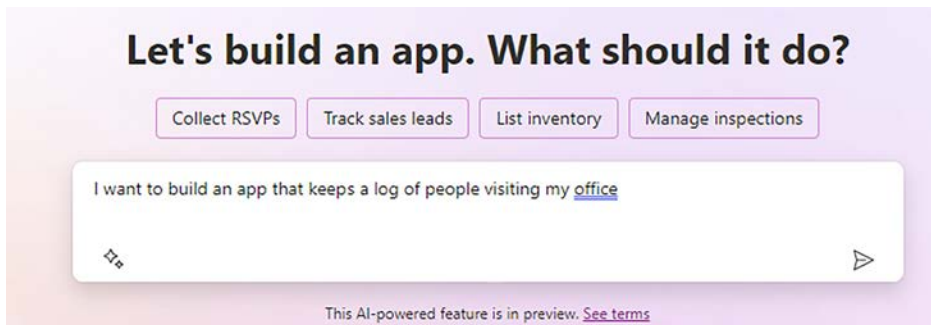 Let's build an app. What should it do?
Collect RSVPs Track sales leads List inventory Manage inspections
I want to build an app that keeps a log of people visiting my office
This AI-powered feature is in preview. See terms